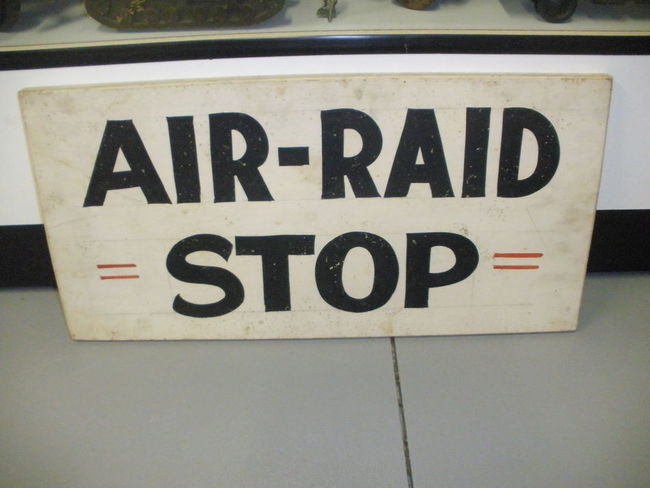 AIR-RAID
= STOP =